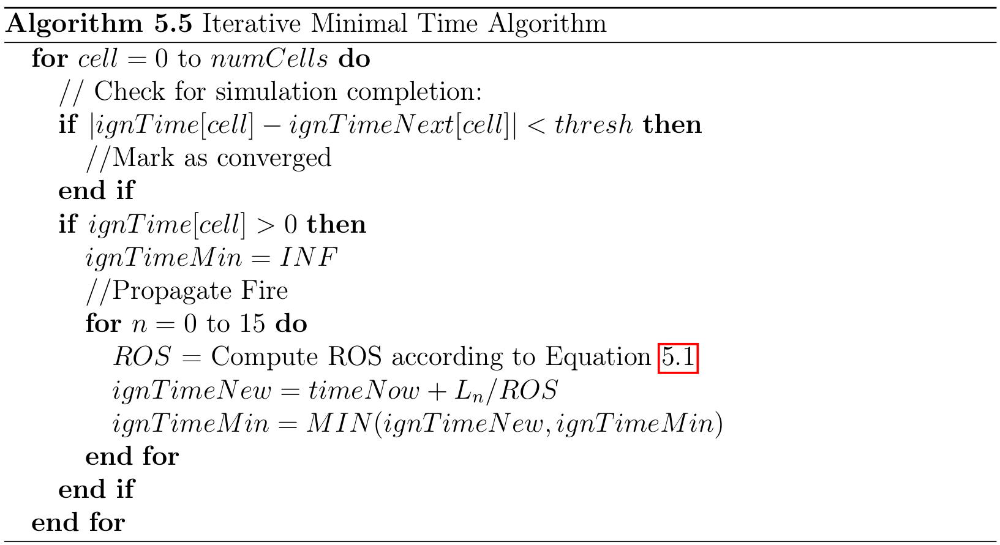 Algorithm 5.5 Iterative Minimal Time Algorithm
for cell = 0 to numCells do
// Check for simulation completion:
if |ignTime[cell] − ignTimeNext[cell]| < thresh then
//Mark as converged
end if
if ignTime[cell] > 0 then
ignTimeMin = INF
//Propagate Fire
for n = 0 to 15 do
ROS = Compute ROS according to Equation 5.1
ignTimeNew = timeNow + Lₙ/ROS
ignTimeMin = MIN(ignTimeNew, ignTimeMin)
end for
end if
end for